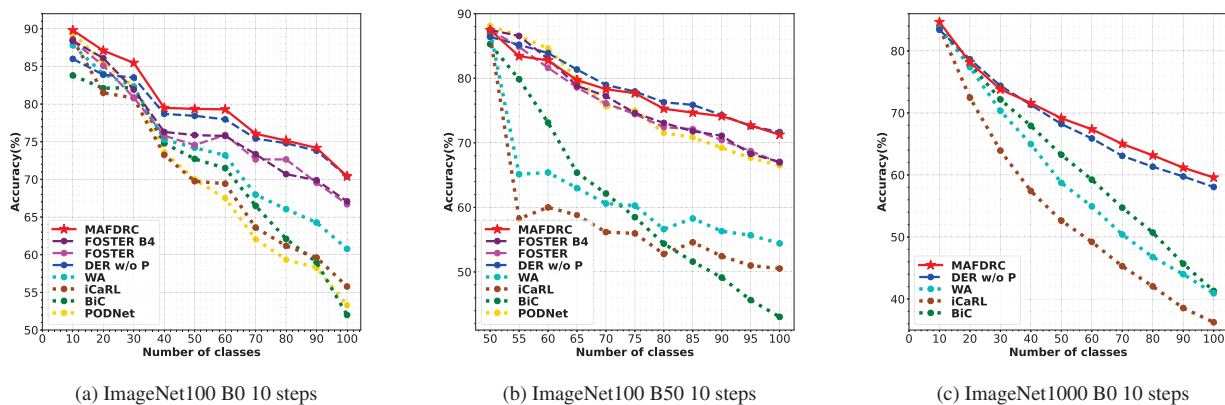 90
85
80
75
70
65
60
55
50
Accuracy(%)
MAFDRC
FOSTER B4
FOSTER
DER w/o P
WA
iCaRL
BiC
PODNet
0 10 20 30 40 50 60 70 80 90 100
Number of classes
(a) ImageNet100 B0 10 steps
90
80
70
60
50
Accuracy(%)
MAFDRC
FOSTER B4
FOSTER
DER w/o P
WA
iCaRL
BiC
PODNet
50 55 60 65 70 75 80 85 90 95 100
Number of classes
(b) ImageNet100 B50 10 steps
80
70
60
50
40
Accuracy(%)
MAFDRC
DER w/o P
WA
iCaRL
BiC
0 10 20 30 40 50 60 70 80 90 100
Number of classes
(c) ImageNet1000 B0 10 steps